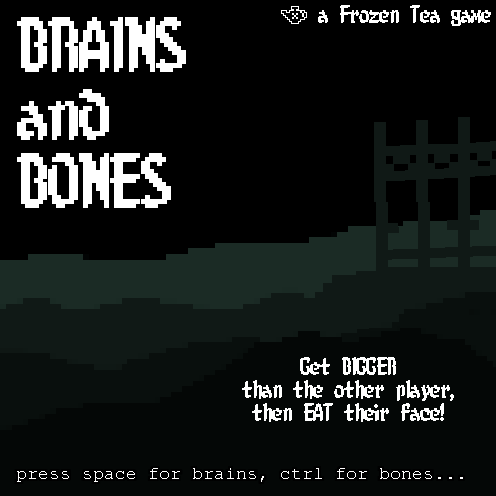 a Frozen Tea game
BRAINS
and
BONES
Get BIGGER
than the other player,
then EAT their face!
press space for brains, ctrl for bones...